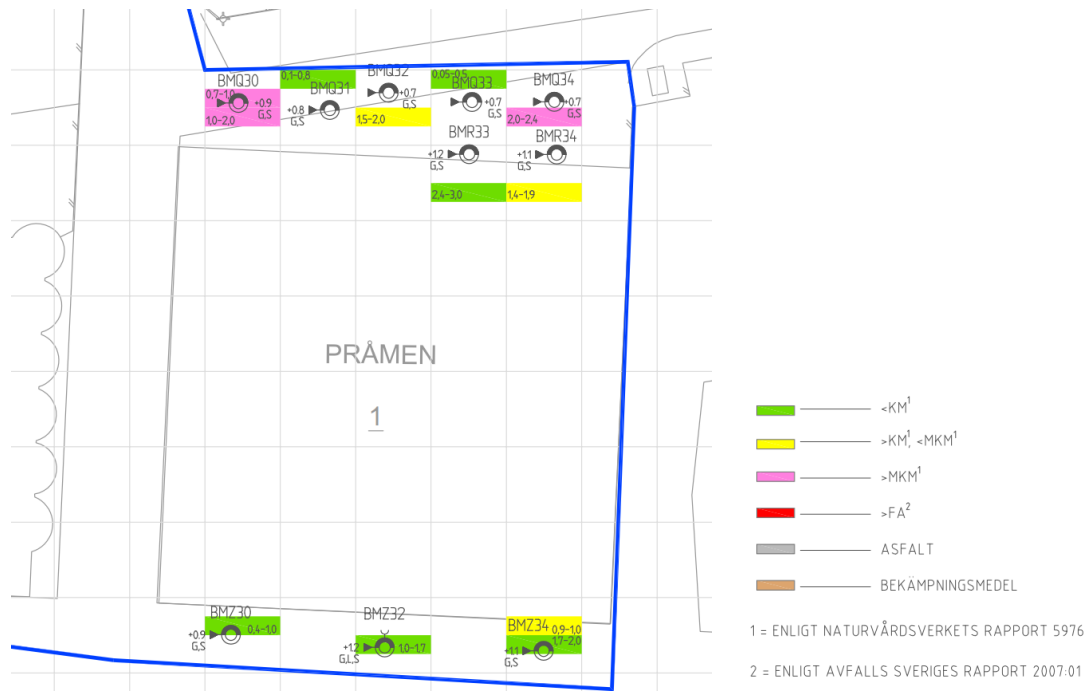 BMQ30
0,7-1,0
+0.9
G,S
1,0-2,0
0,1-0,8
BMQ31
+0.8
G,S
BMQ32
+0.7
G,S
1,5-2,0
0,05-0,5
BMQ33
+0.7
G,S
BMQ34
+0.7
G,S
2,0-2,4
BMR33
+1.2
G,S
2,4-3,0
BMR34
+1.1
G,S
1,4-1,9
PRÅMEN
1
BMZ30
+0.9
G,S
0,4-1,0
BMZ32
+1.2
G,L,S
1,0-1,7
BMZ34
0,9-1,0
1,7-2,0
+1.1
G,S
<KM¹
>KM¹, <MKM¹
>MKM¹
>FA²
ASFALT
BEKÄMPNINGSMEDEL
1 = ENLIGT NATURVÅRDSVERKETS RAPPORT 5976
2 = ENLIGT AVFALLS SVERIGES RAPPORT 2007:01